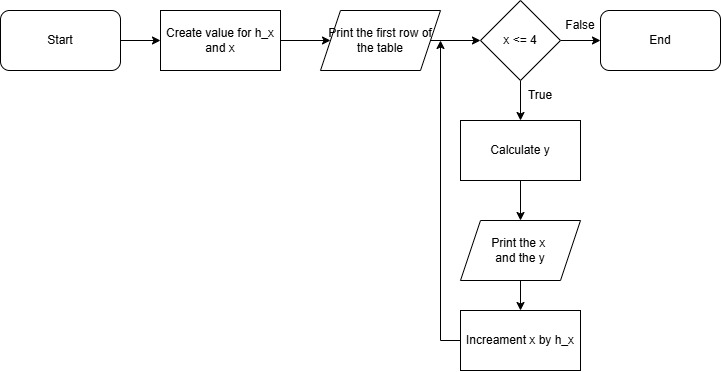 Start
Create value for h_x
and x
Print the first row of
the table
x <= 4
False
End
True
Calculate y
Print the x
and the y
Increament x by h_x